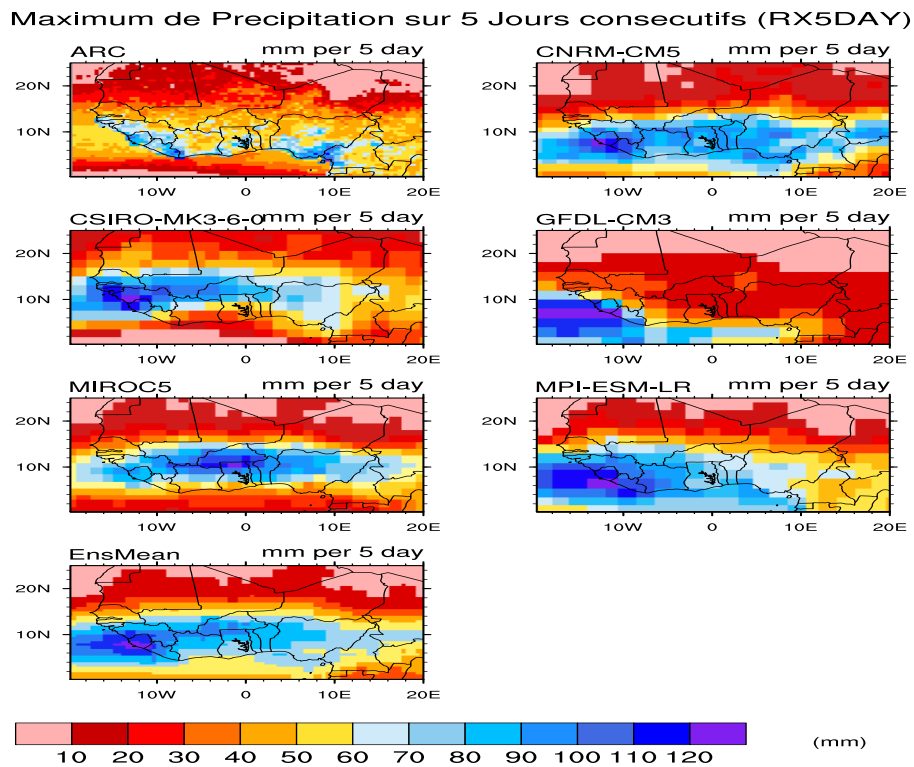 Maximum de Precipitation sur 5 Jours consecutifs (RX5DAY)
ARC mm per 5 day
20N
10N
10W 0 10E 20E
CNRM-CM5 mm per 5 day
20N
10N
10W 0 10E 20E
CSIRO-MK3-6-0 mm per 5 day
20N
10N
10W 0 10E 20E
GFDL-CM3 mm per 5 day
20N
10N
10W 0 10E 20E
MIROC5 mm per 5 day
20N
10N
10W 0 10E 20E
MPI-ESM-LR mm per 5 day
20N
10N
10W 0 10E 20E
EnsMean mm per 5 day
20N
10N
10W 0 10E 20E
10 20 30 40 50 60 70 80 90 100 110 120 (mm)